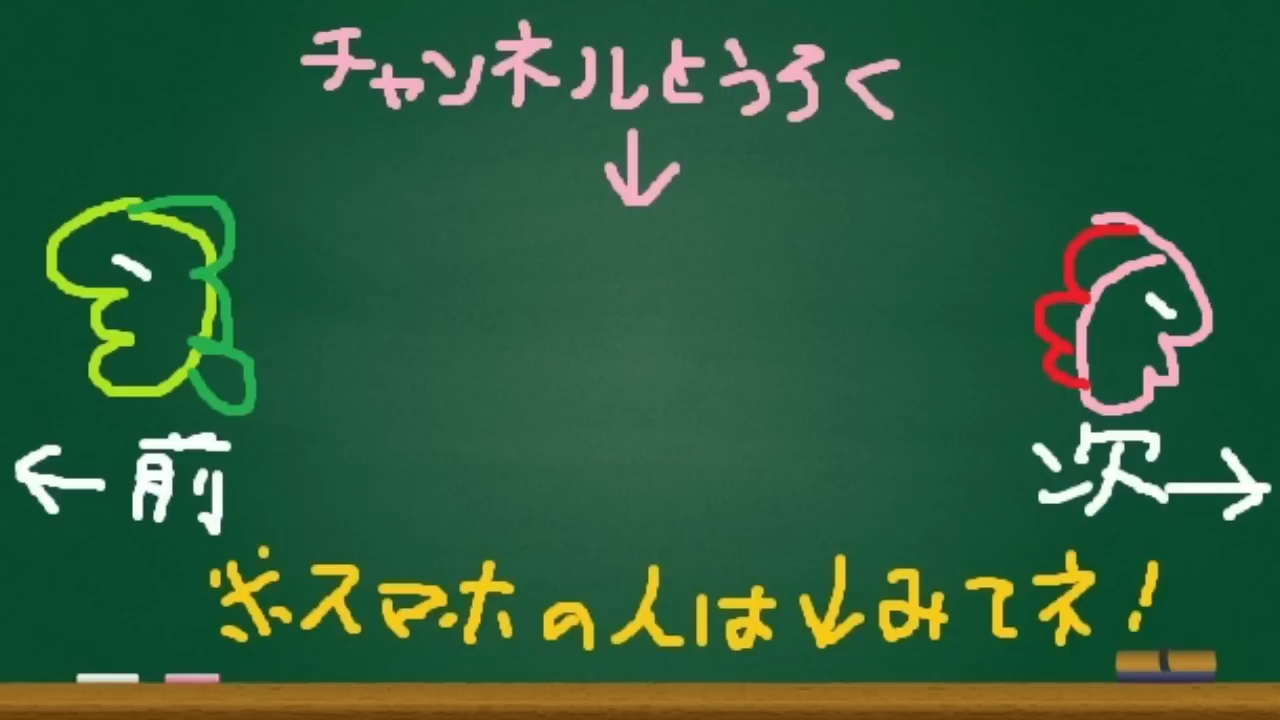 チャンネルとうろく
↓
←前
次→
※スマホの人は↓みてネ!